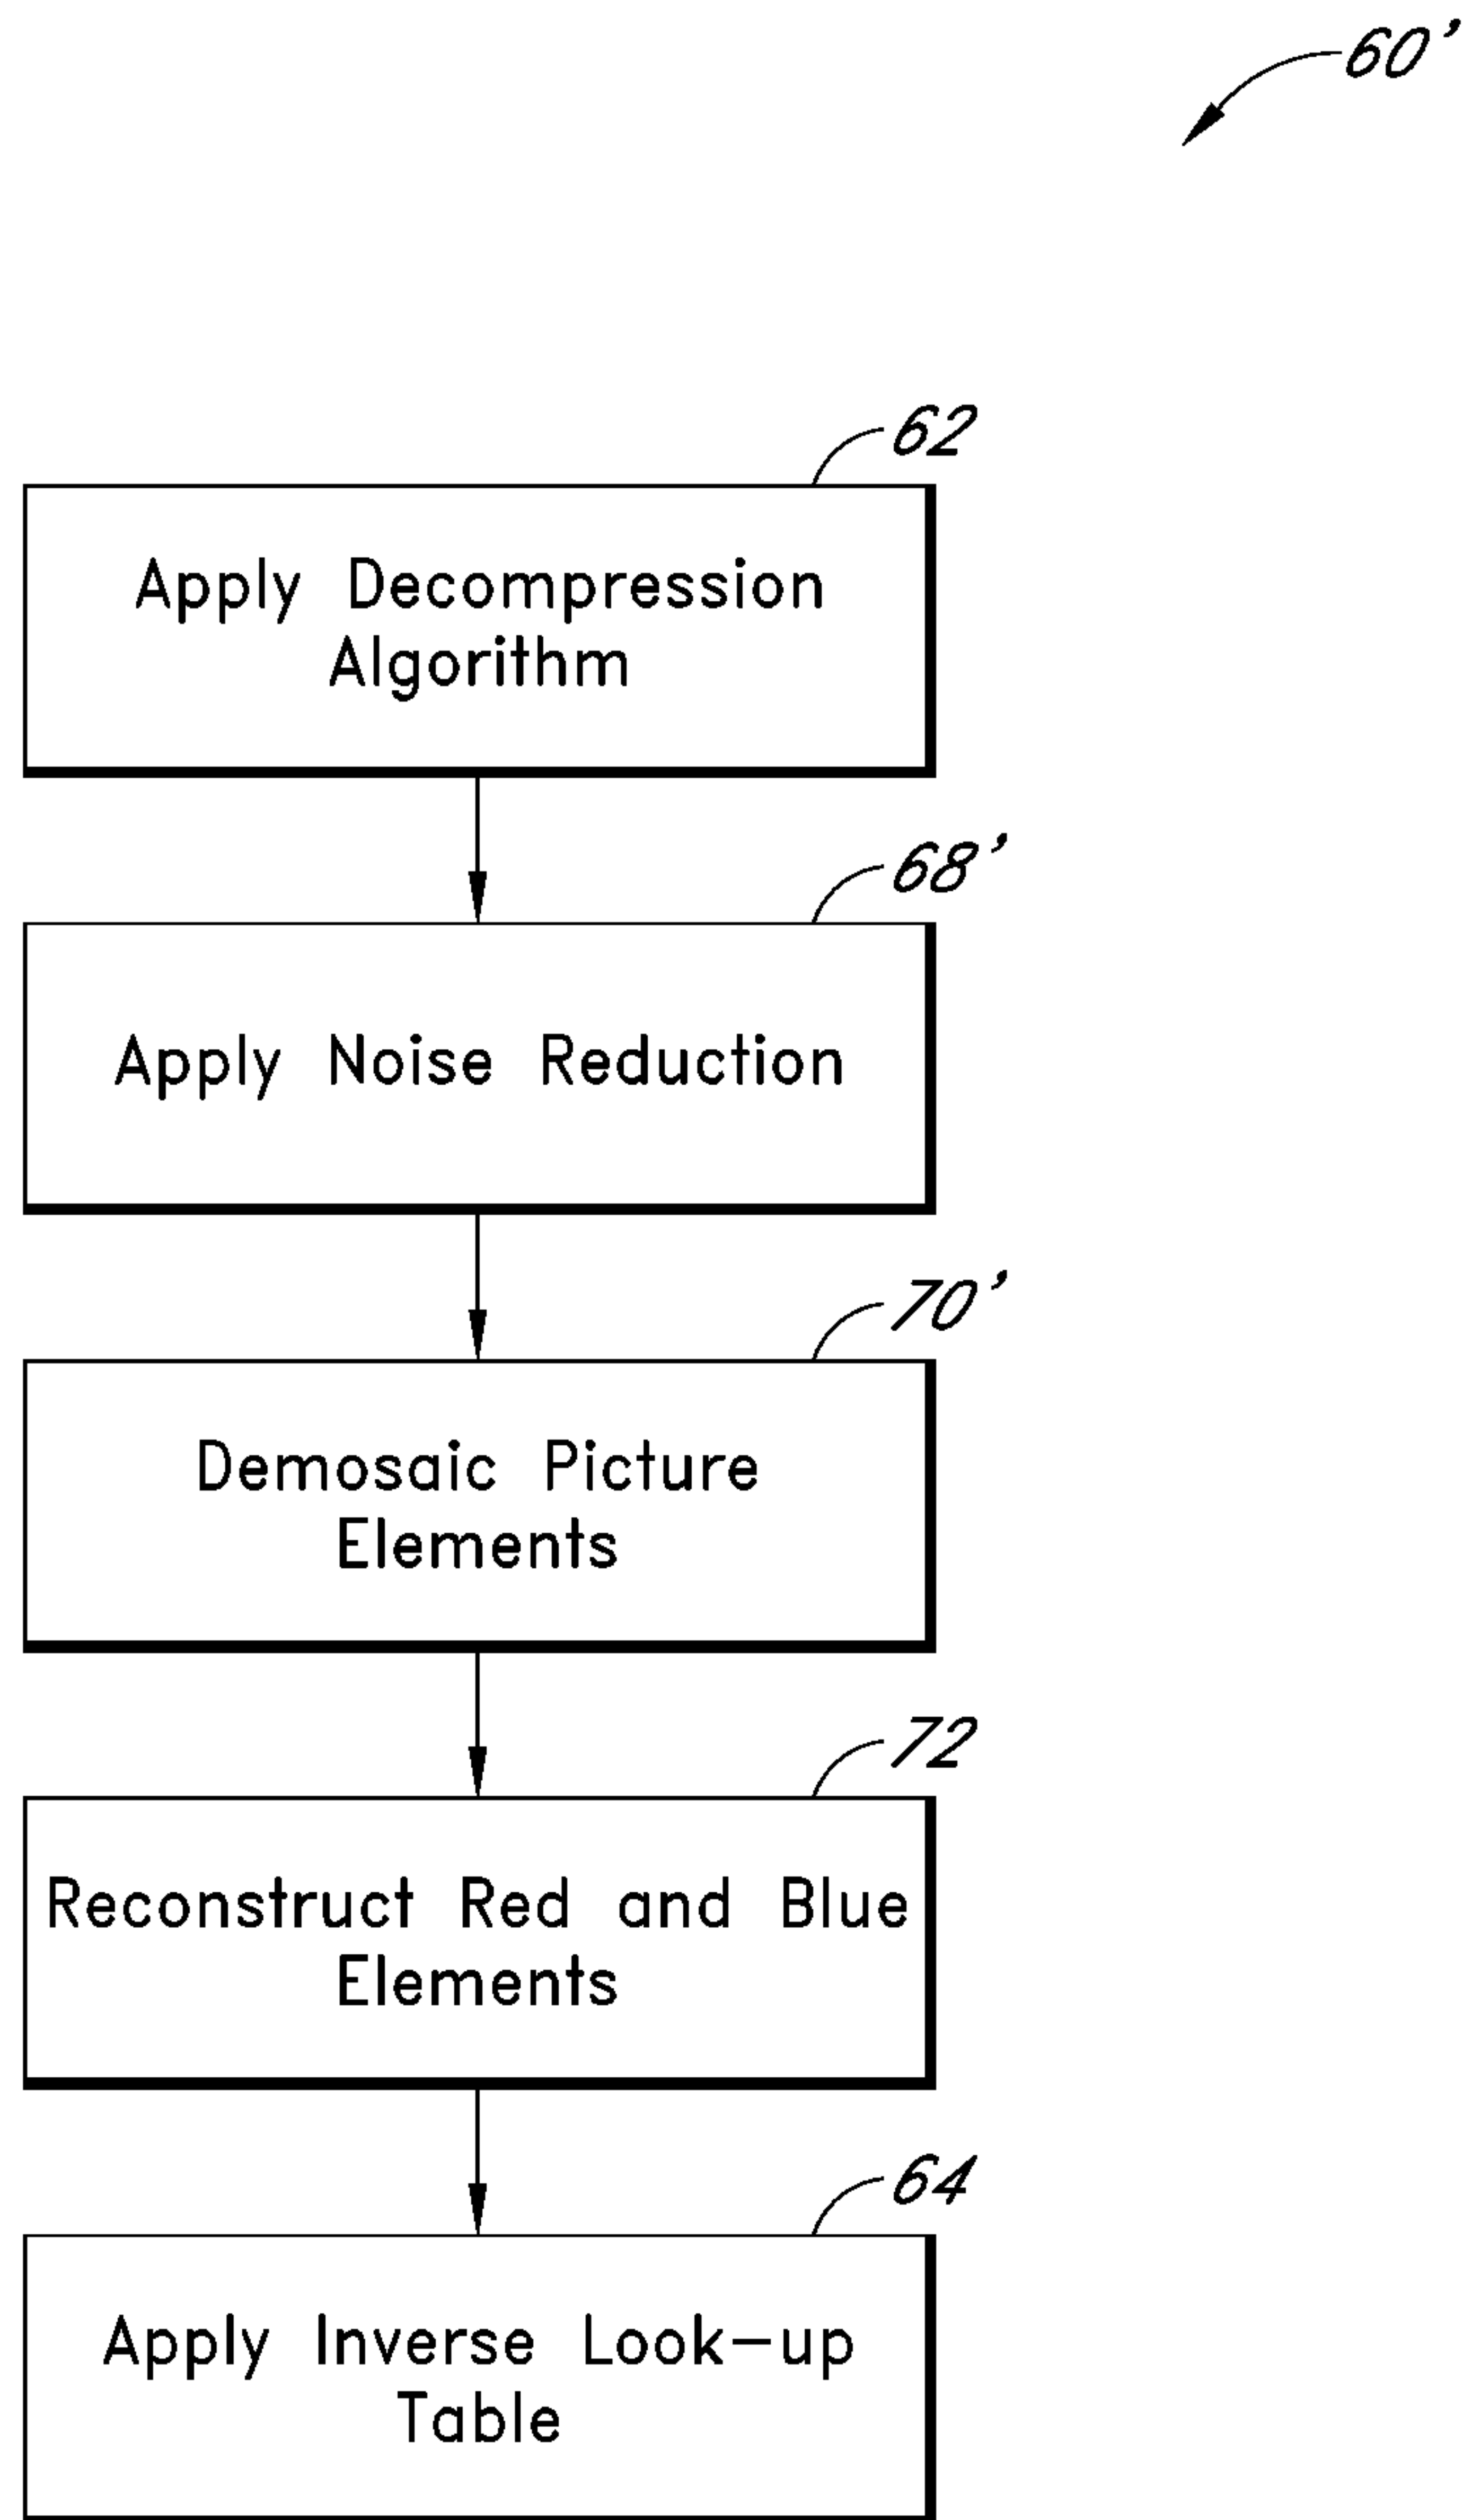 60'
62
Apply Decompression
Algorithm
68'
Apply Noise Reduction
70'
Demosaic Picture
Elements
72
Reconstruct Red and Blue
Elements
64
Apply Inverse Look-up
Table